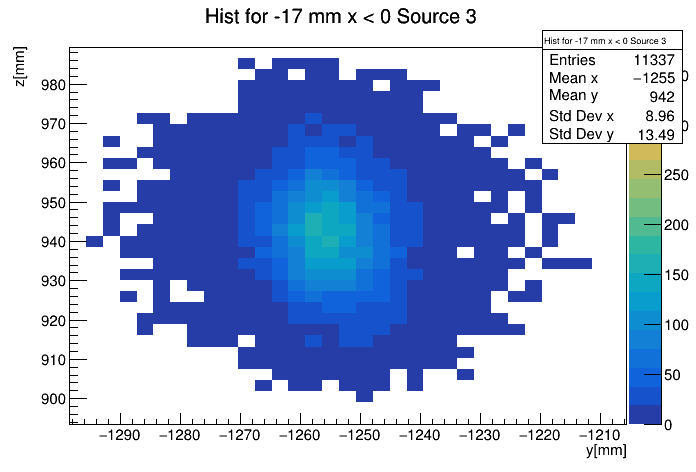 Hist for -17 mm x < 0 Source 3
z[mm]
Hist for -17 mm x < 0 Source 3
Entries 11337
Mean x −1255
Mean y 942
Std Dev x 8.96
Std Dev y 13.49
980
970
960
950
940
930
920
910
900
250
200
150
100
50
0
−1290 −1280 −1270 −1260 −1250 −1240 −1230 −1220 −1210
y[mm]